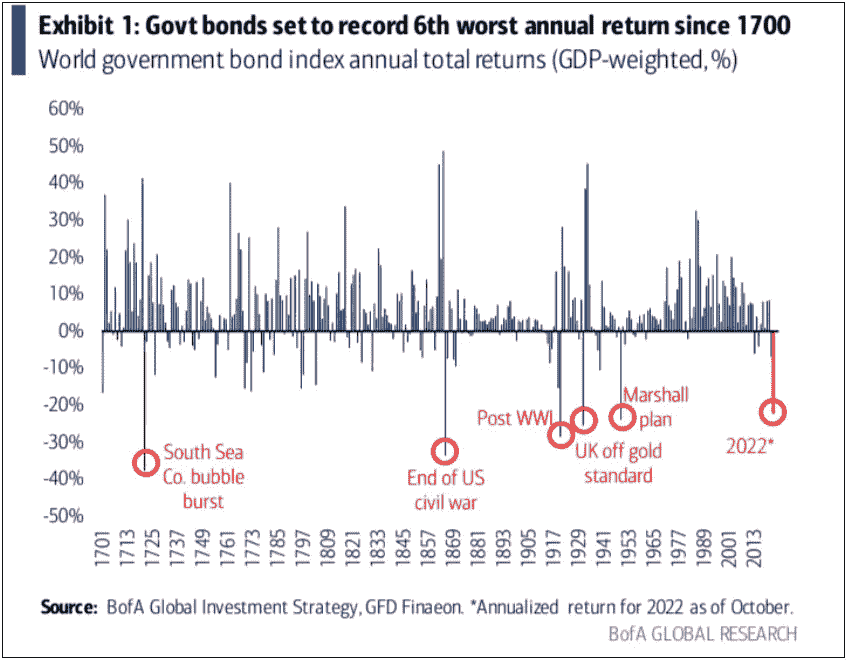 Exhibit 1: Govt bonds set to record 6th worst annual return since 1700
World government bond index annual total returns (GDP-weighted, %)
60%
50%
40%
30%
20%
10%
0%
-10%
-20%
-30%
-40%
-50%
South Sea
Co. bubble
burst
End of US
civil war
Post WWI
UK off gold
standard
Marshall
plan
2022*
1701
1713
1725
1737
1749
1761
1773
1785
1797
1809
1821
1833
1845
1857
1869
1881
1893
1905
1917
1929
1941
1953
1965
1977
1989
2001
2013
Source: BofA Global Investment Strategy, GFD Finaeon. *Annualized return for 2022 as of October.
BofA GLOBAL RESEARCH